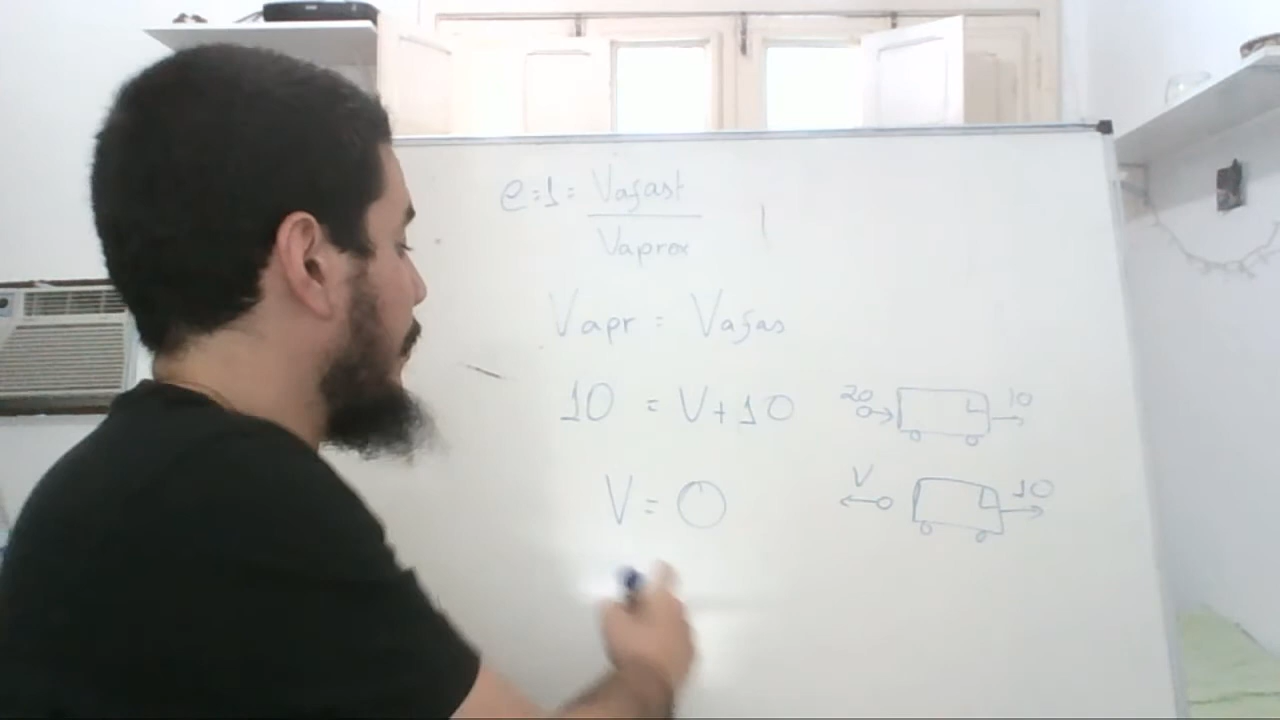 e=1= Vafast
Vaprox
Vapr = Vafas
10 = V+10
20 10
V = 0
V 10